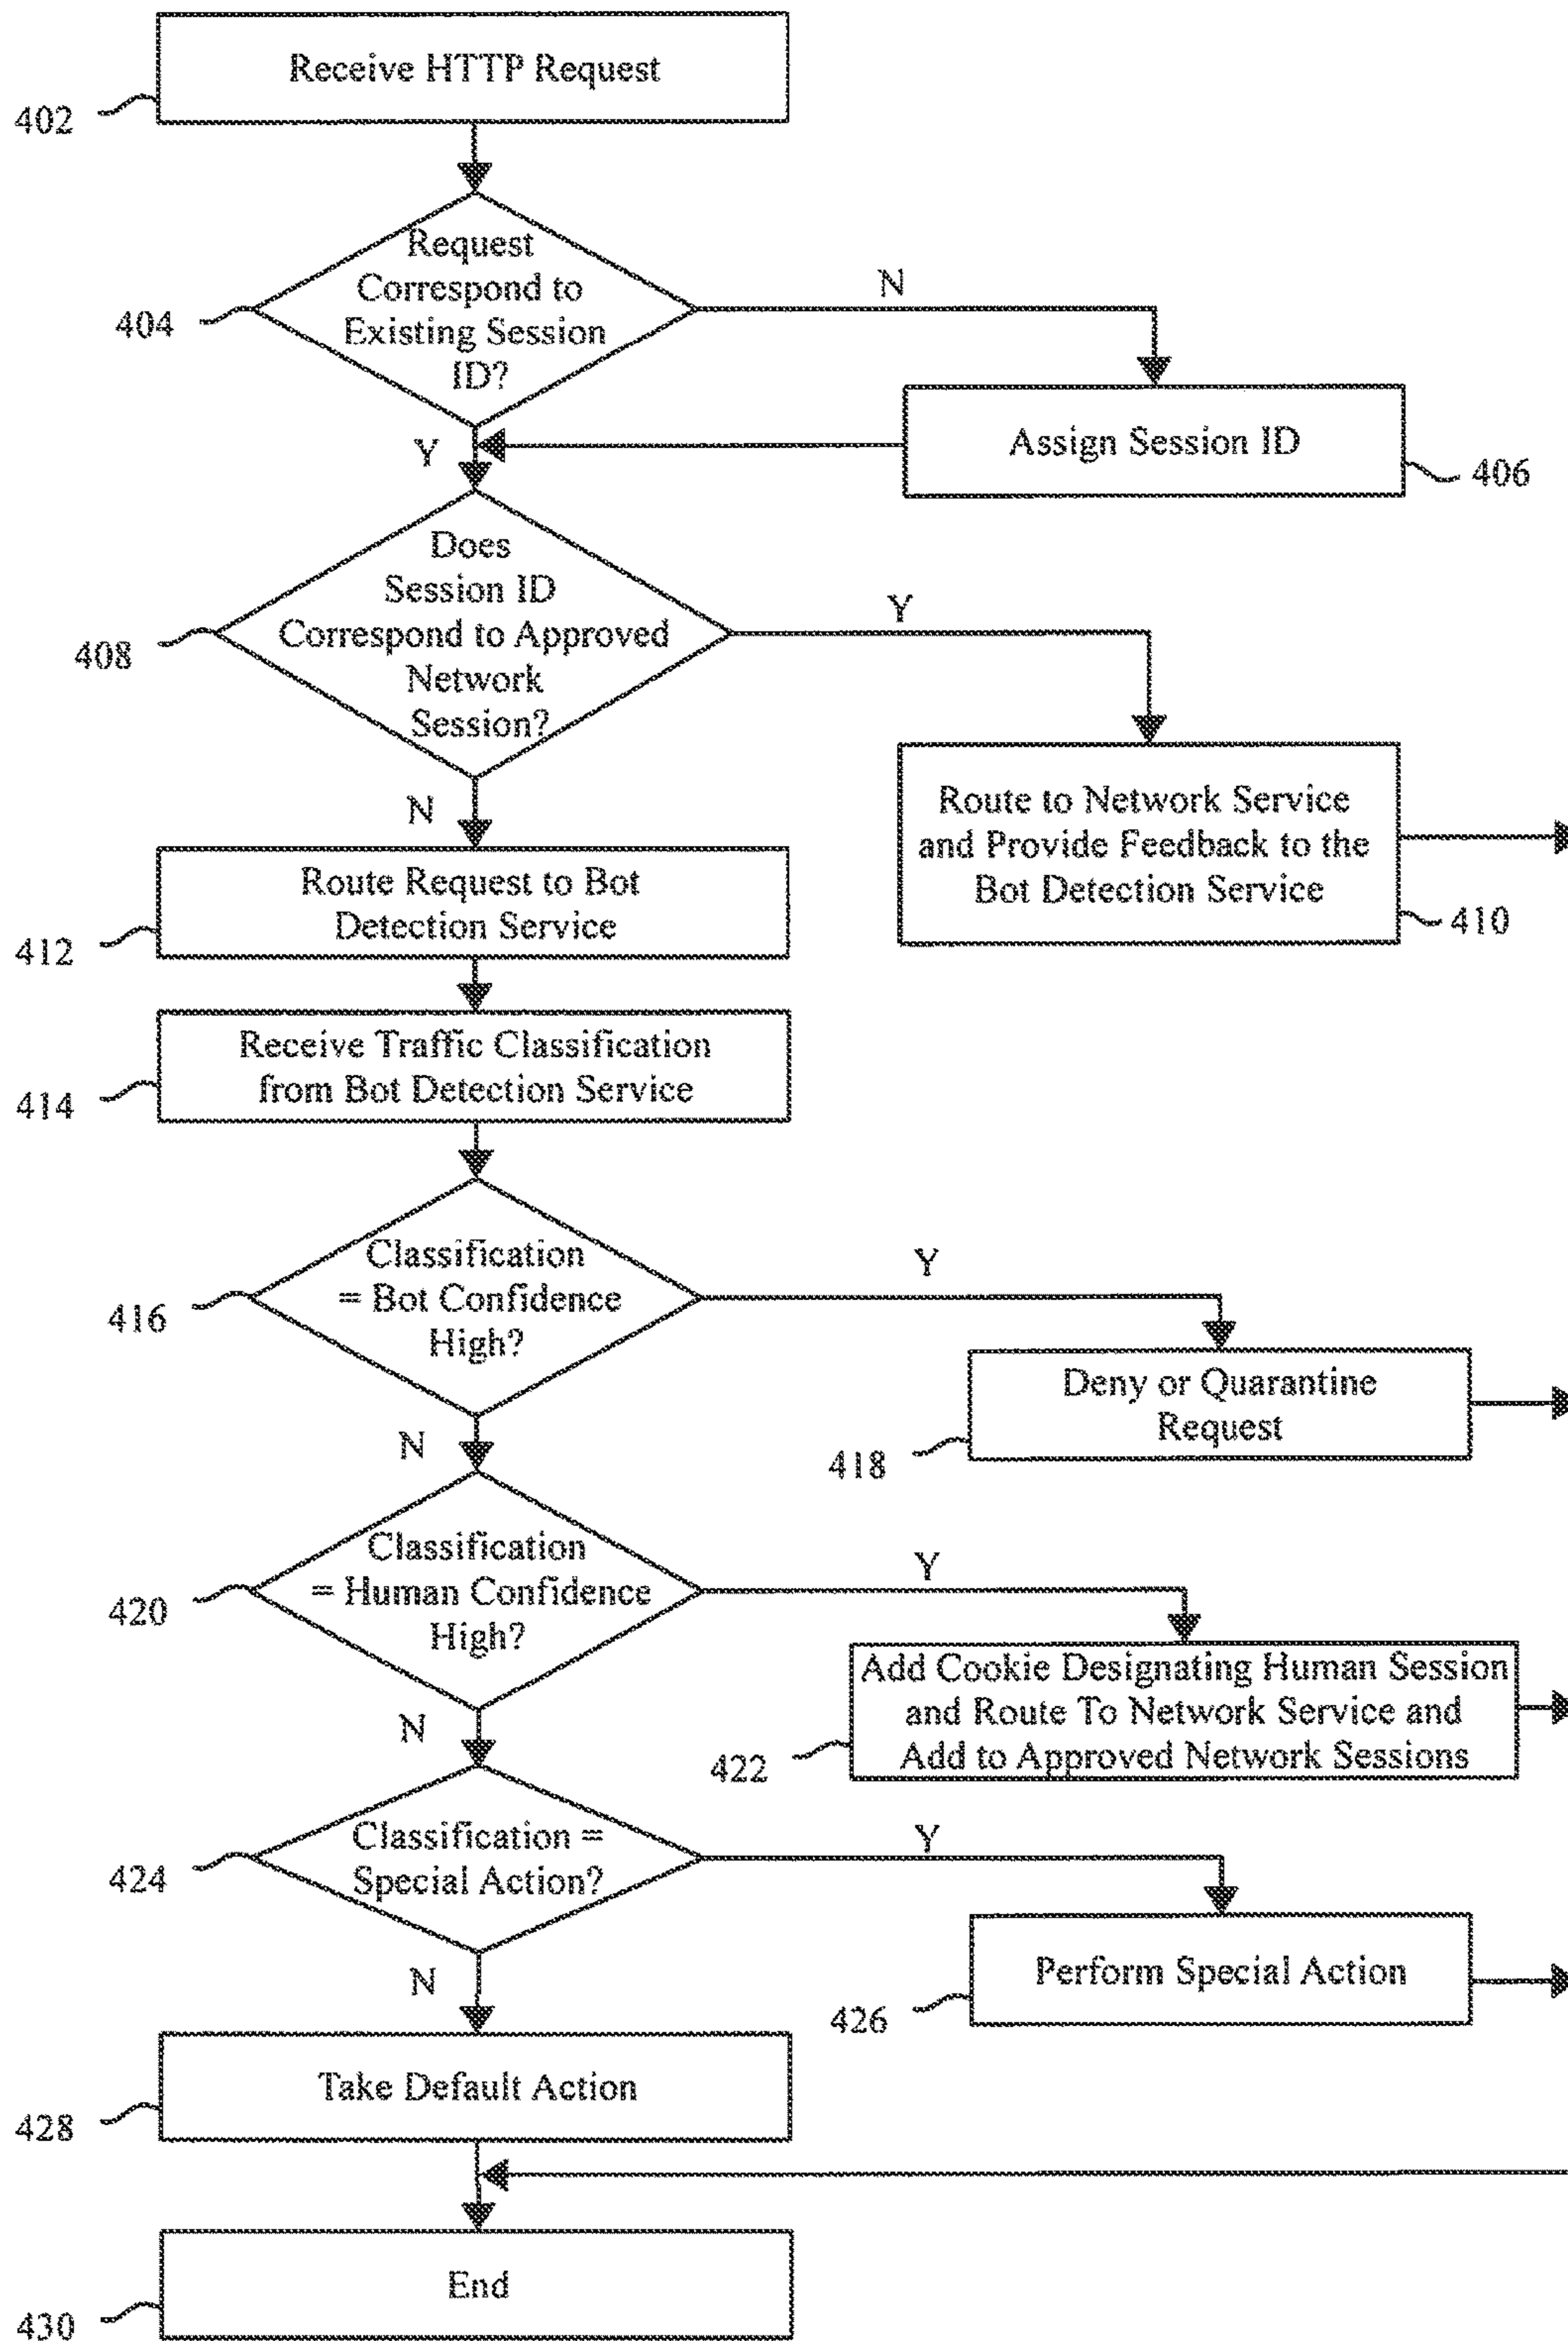 Receive HTTP Request
402
Request
Correspond to
Existing Session
ID?
404
N
Y
Assign Session ID
406
Does
Session ID
Correspond to Approved
Network
Session?
408
Y
N
Route to Network Service
and Provide Feedback to the
Bot Detection Service
410
Route Request to Bot
Detection Service
412
Receive Traffic Classification
from Bot Detection Service
414
Classification
= Bot Confidence
High?
416
Y
N
Deny or Quarantine
Request
418
Classification
= Human Confidence
High?
420
Y
N
Add Cookie Designating Human Session
and Route To Network Service and
Add to Approved Network Sessions
422
Classification =
Special Action?
424
Y
N
Perform Special Action
426
Take Default Action
428
End
430